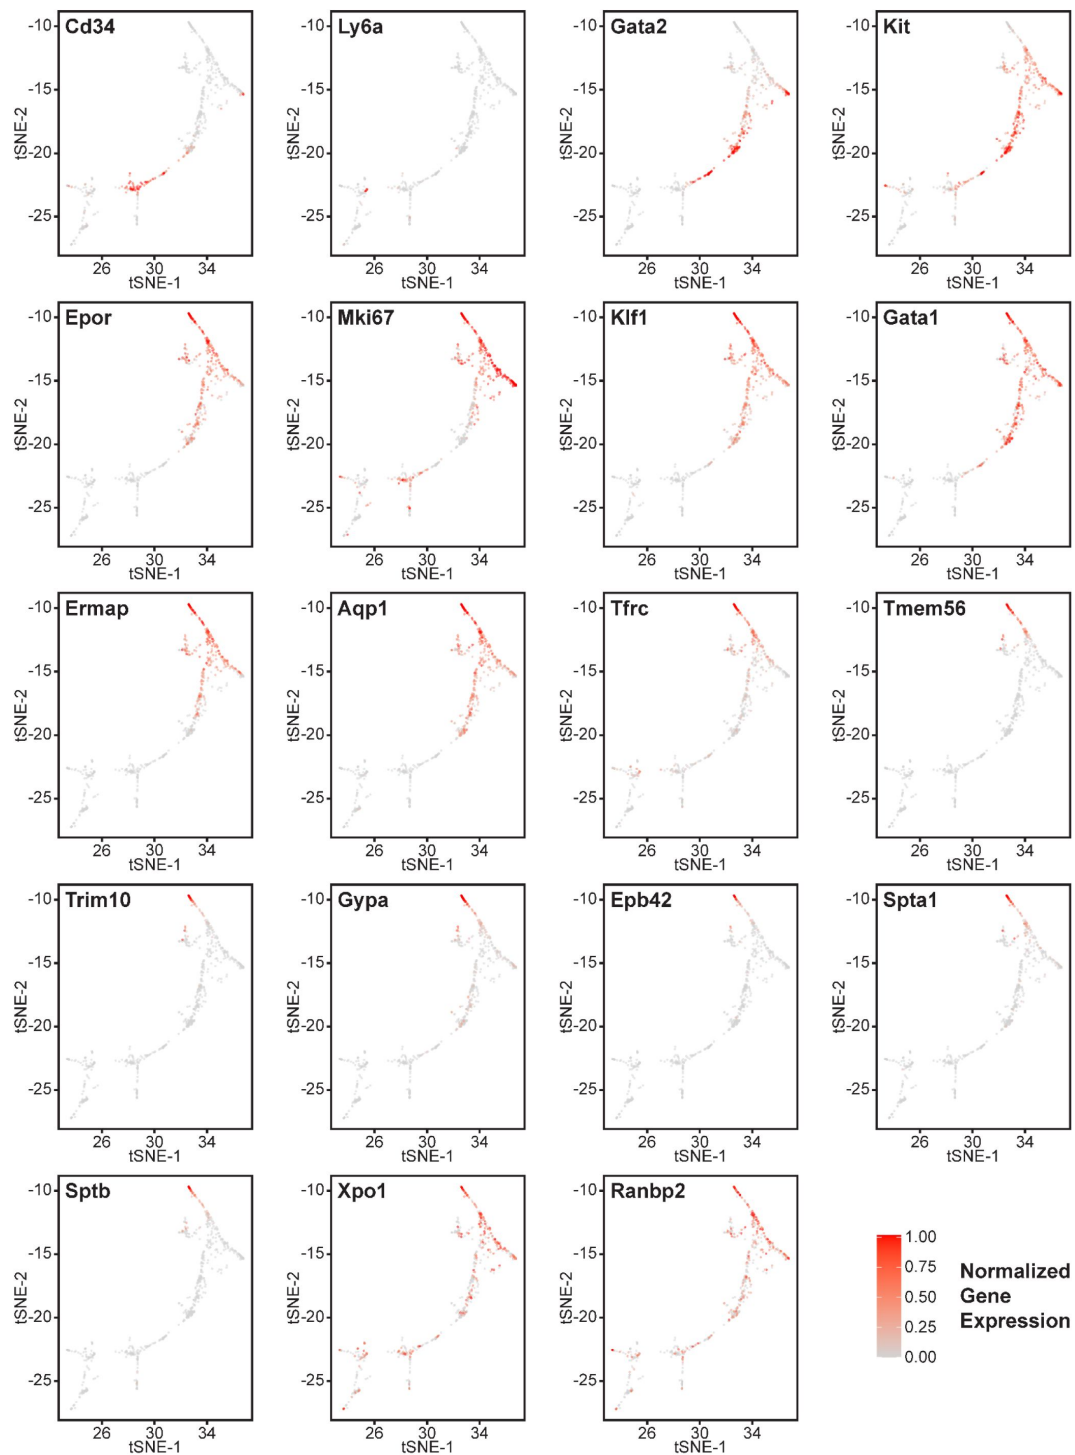 Cd34
-10
-15
-20
-25
tSNE-2
26 30 34
tSNE-1
Ly6a
-10
-15
-20
-25
tSNE-2
26 30 34
tSNE-1
Gata2
-10
-15
-20
-25
tSNE-2
26 30 34
tSNE-1
Kit
-10
-15
-20
-25
tSNE-2
26 30 34
tSNE-1
Epor
-10
-15
-20
-25
tSNE-2
26 30 34
tSNE-1
Mki67
-10
-15
-20
-25
tSNE-2
26 30 34
tSNE-1
Klf1
-10
-15
-20
-25
tSNE-2
26 30 34
tSNE-1
Gata1
-10
-15
-20
-25
tSNE-2
26 30 34
tSNE-1
Ermap
-10
-15
-20
-25
tSNE-2
26 30 34
tSNE-1
Aqp1
-10
-15
-20
-25
tSNE-2
26 30 34
tSNE-1
Tfrc
-10
-15
-20
-25
tSNE-2
26 30 34
tSNE-1
Tmem56
-10
-15
-20
-25
tSNE-2
26 30 34
tSNE-1
Trim10
-10
-15
-20
-25
tSNE-2
26 30 34
tSNE-1
Gypa
-10
-15
-20
-25
tSNE-2
26 30 34
tSNE-1
Epb42
-10
-15
-20
-25
tSNE-2
26 30 34
tSNE-1
Spta1
-10
-15
-20
-25
tSNE-2
26 30 34
tSNE-1
Sptb
-10
-15
-20
-25
tSNE-2
26 30 34
tSNE-1
Xpo1
-10
-15
-20
-25
tSNE-2
26 30 34
tSNE-1
Ranbp2
-10
-15
-20
-25
tSNE-2
26 30 34
tSNE-1
1.00
0.75
0.50
0.25
0.00
Normalized
Gene
Expression